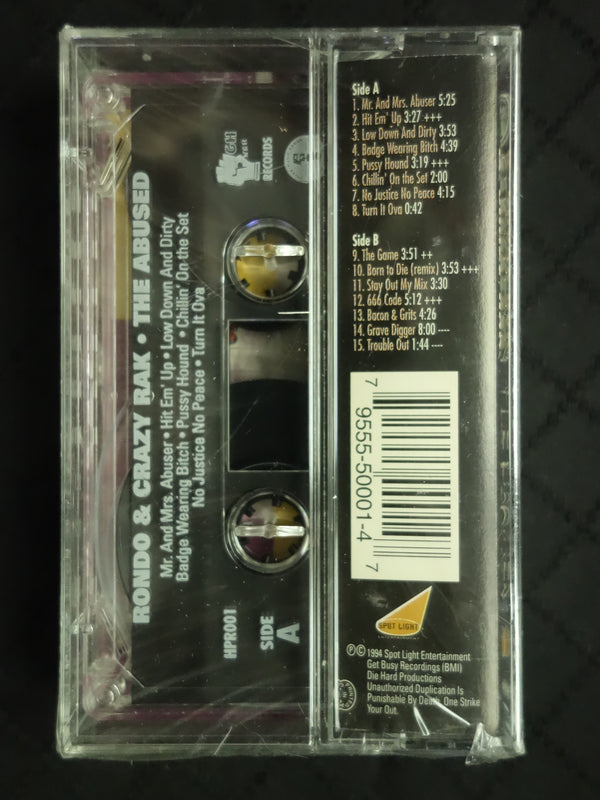 RONDO & CRAZY RAK • THE ABUSED
Mr. And Mrs. Abuser • Hit Em' Up • Low Down And Dirty
Badge Wearing Bitch • Pussy Hound • Chillin' On the Set
No Justice No Peace • Turn It Ova
RECORDS
HPR001
SIDE
A
Side A
1. Mr. And Mrs. Abuser 5:25
2. Hit Em' Up 3:27 +++
3. Low Down And Dirty 3:53
4. Badge Wearing Bitch 4:39
5. Pussy Hound 3:19 +++
6. Chillin' On the Set 2:00
7. No Justice No Peace 4:15
8. Turn It Ova 0:42
Side B
9. The Game 3:51 ++
10. Born to Die (remix) 3:53 +++
11. Stay Out My Mix 3:30
12. 666 Code 5:12 +++
13. Bacon & Grits 4:26
14. Grave Digger 8:00 ----
15. Trouble Out 1:44 ----
7 9555-50001-4 7
SPOT LIGHT
ENTERTAINMENT
℗© 1994 Spot Light Entertainment
Get Busy Recordings (BMI)
Die Hard Productions
Unauthorized Duplication Is
Punishable By Death. One Strike
Your Out.